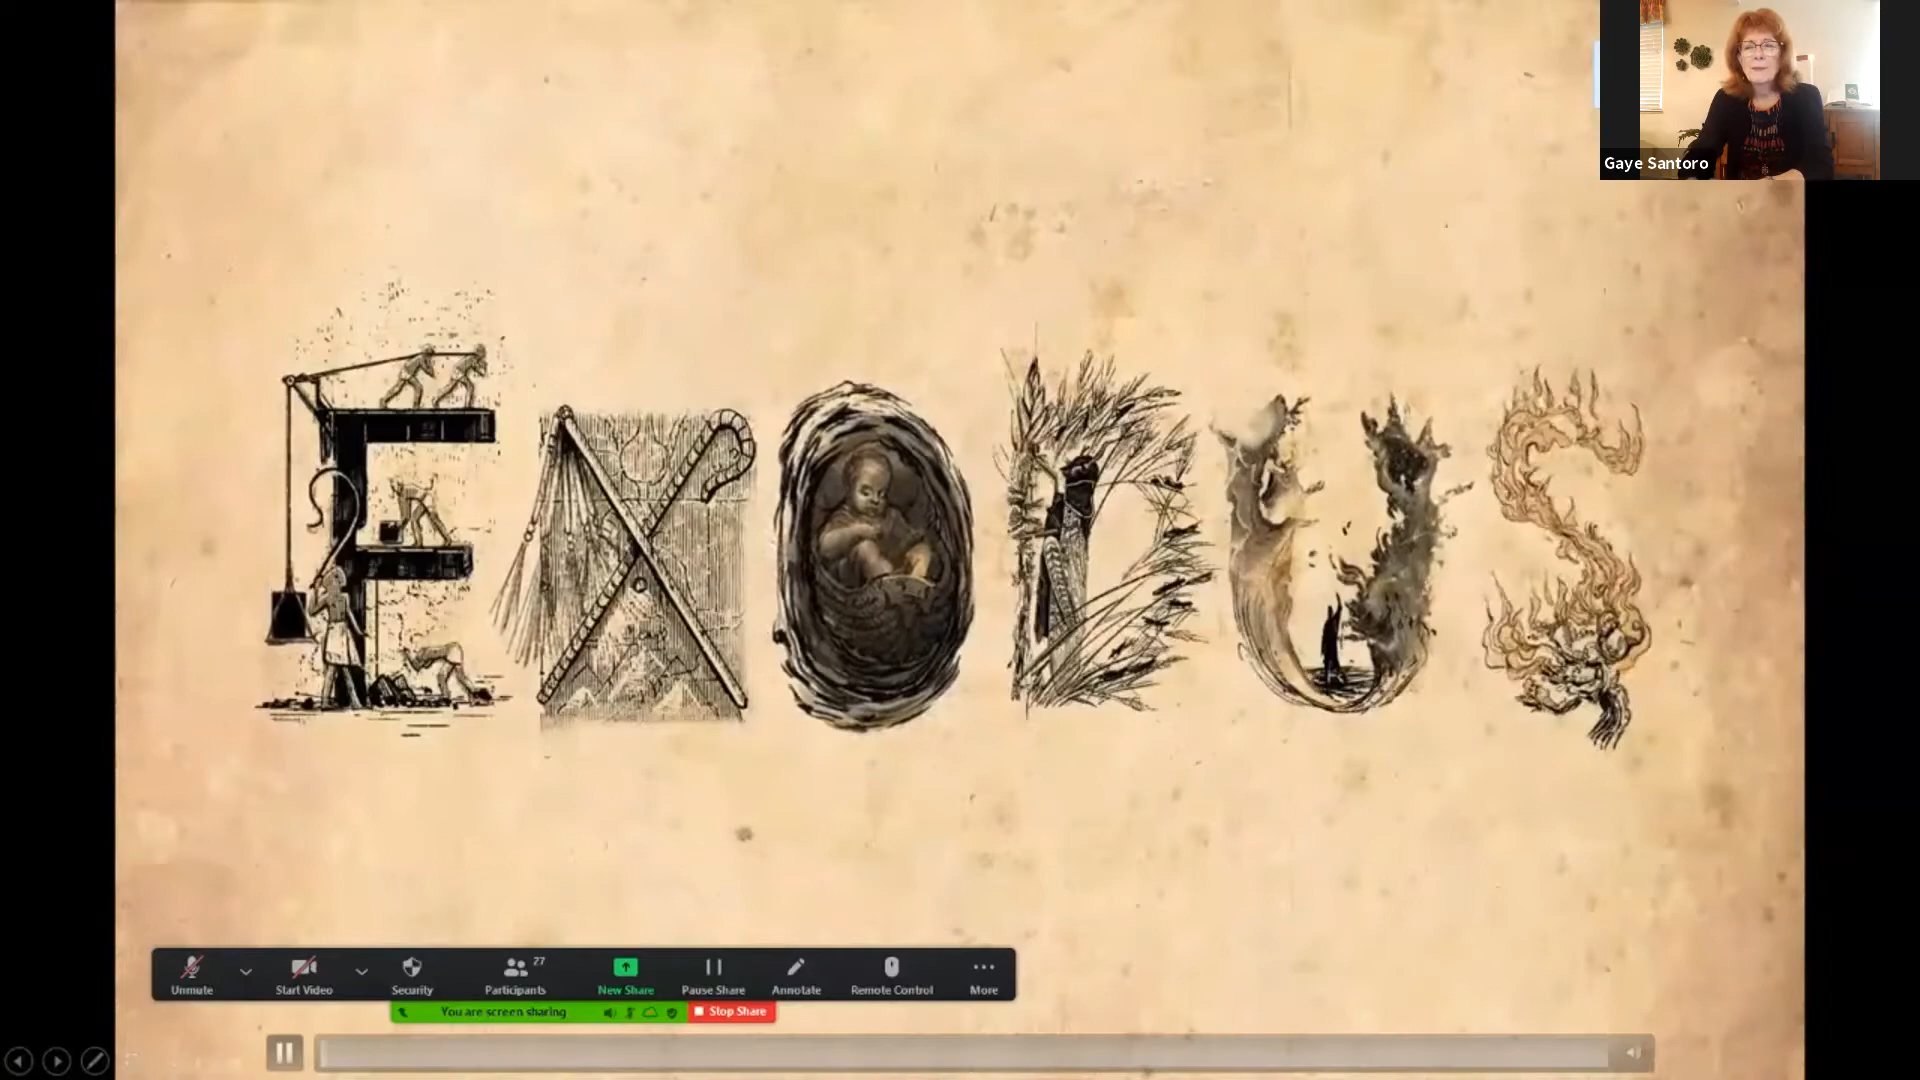 Gaye Santoro
EXODUS
27
Unmute Start Video Security Participants New Share Pause Share Annotate Remote Control More
You are screen sharing Stop Share